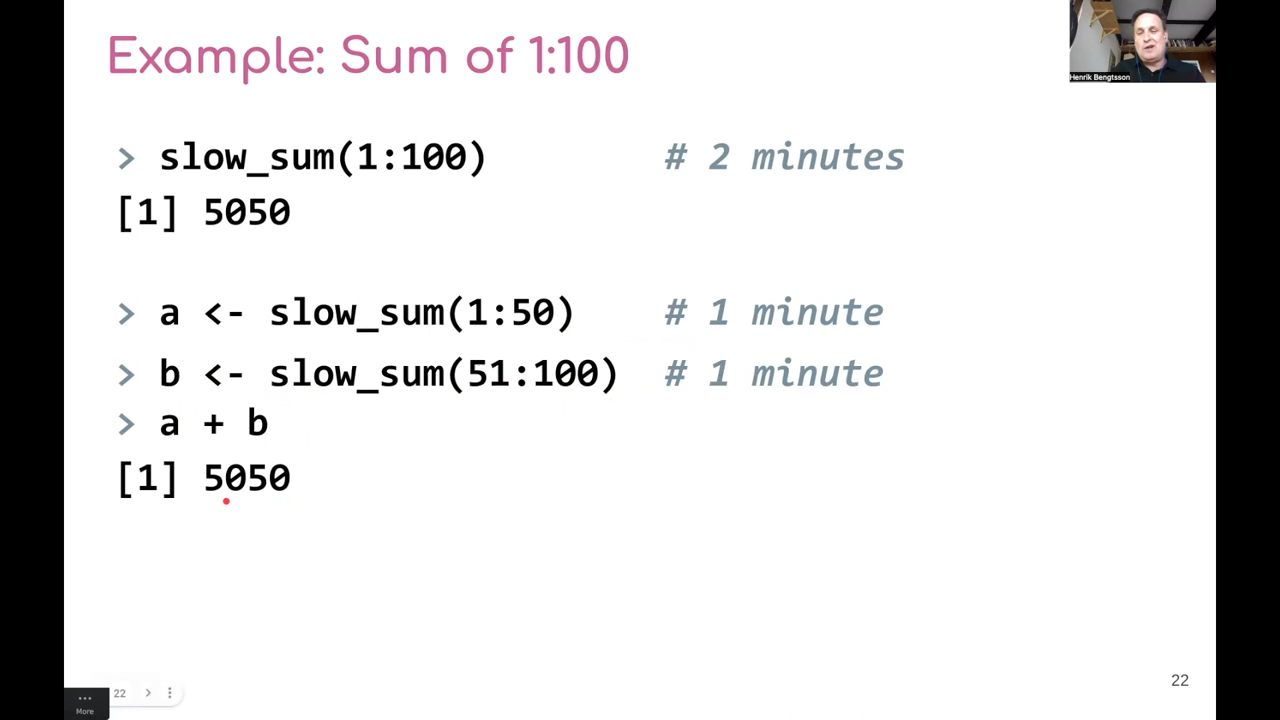 Example: Sum of 1:100
Henrik Bengtsson
> slow_sum(1:100) # 2 minutes
[1] 5050
> a <- slow_sum(1:50) # 1 minute
> b <- slow_sum(51:100) # 1 minute
> a + b
[1] 5050
22
22
More